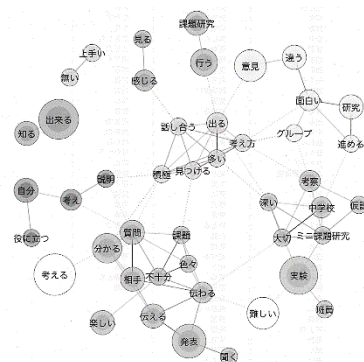 課題研究
見る
上手い
行う
違う
意見
感じる
無い
面白い
研究
出来る
出る
話し合う
グループ
知る
考え方
進める
多い
積極
見つける
説明
考察
自分
考え
深い
中学校
仮説
役に立つ
質問
課題
大切
ミニ課題研究
分かる
色々
考える
相手
不十分
実験
伝わる
班員
楽しい
伝える
難しい
発表
聞く